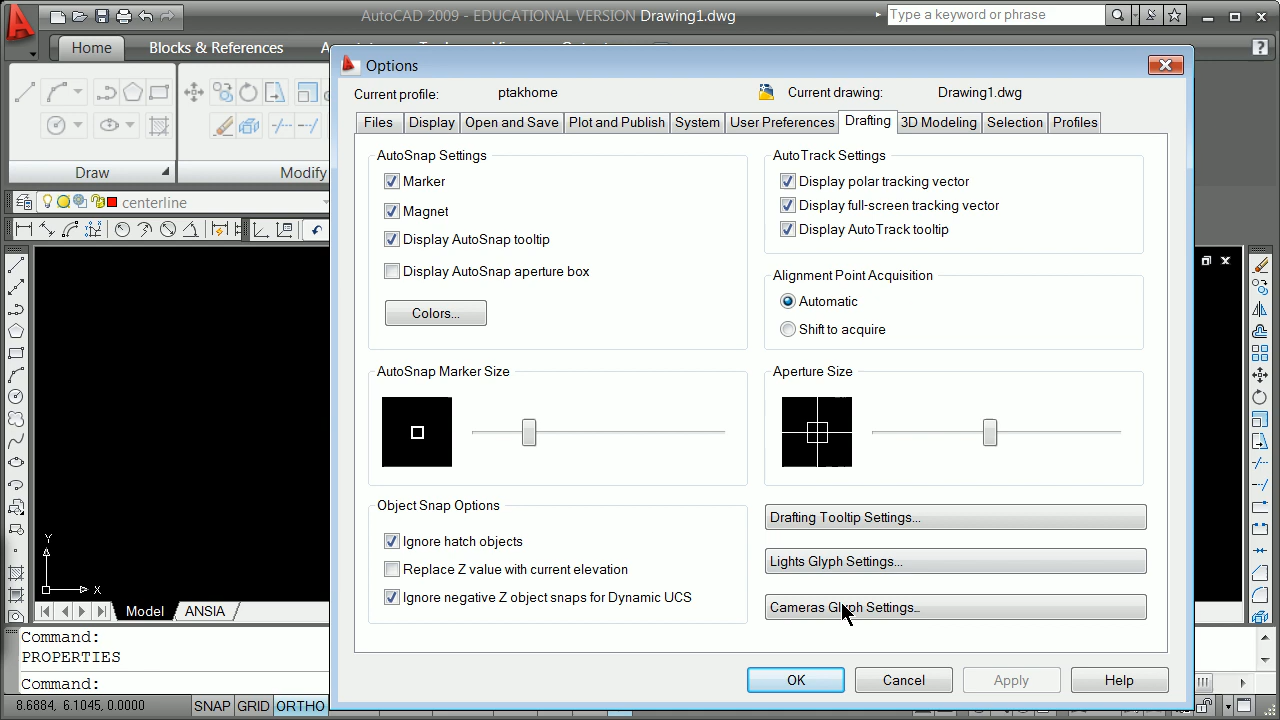 AutoCAD 2009 - EDUCATIONAL VERSION Drawing1.dwg
Type a keyword or phrase
Home
Blocks & References
Options
Current profile:
ptakhome
Current drawing:
Drawing1.dwg
Files
Display
Open and Save
Plot and Publish
System
User Preferences
Drafting
3D Modeling
Selection
Profiles
Draw
Modify
centerline
AutoSnap Settings
Marker
Magnet
Display AutoSnap tooltip
Display AutoSnap aperture box
Colors...
AutoTrack Settings
Display polar tracking vector
Display full-screen tracking vector
Display AutoTrack tooltip
Alignment Point Acquisition
Automatic
Shift to acquire
AutoSnap Marker Size
Aperture Size
Object Snap Options
Ignore hatch objects
Replace Z value with current elevation
Ignore negative Z object snaps for Dynamic UCS
Drafting Tooltip Settings...
Lights Glyph Settings...
Cameras Glyph Settings...
Y
X
Model
ANSIA
Command:
PROPERTIES
Command:
OK
Cancel
Apply
Help
8.6884, 6.1045, 0.0000
SNAP
GRID
ORTHO